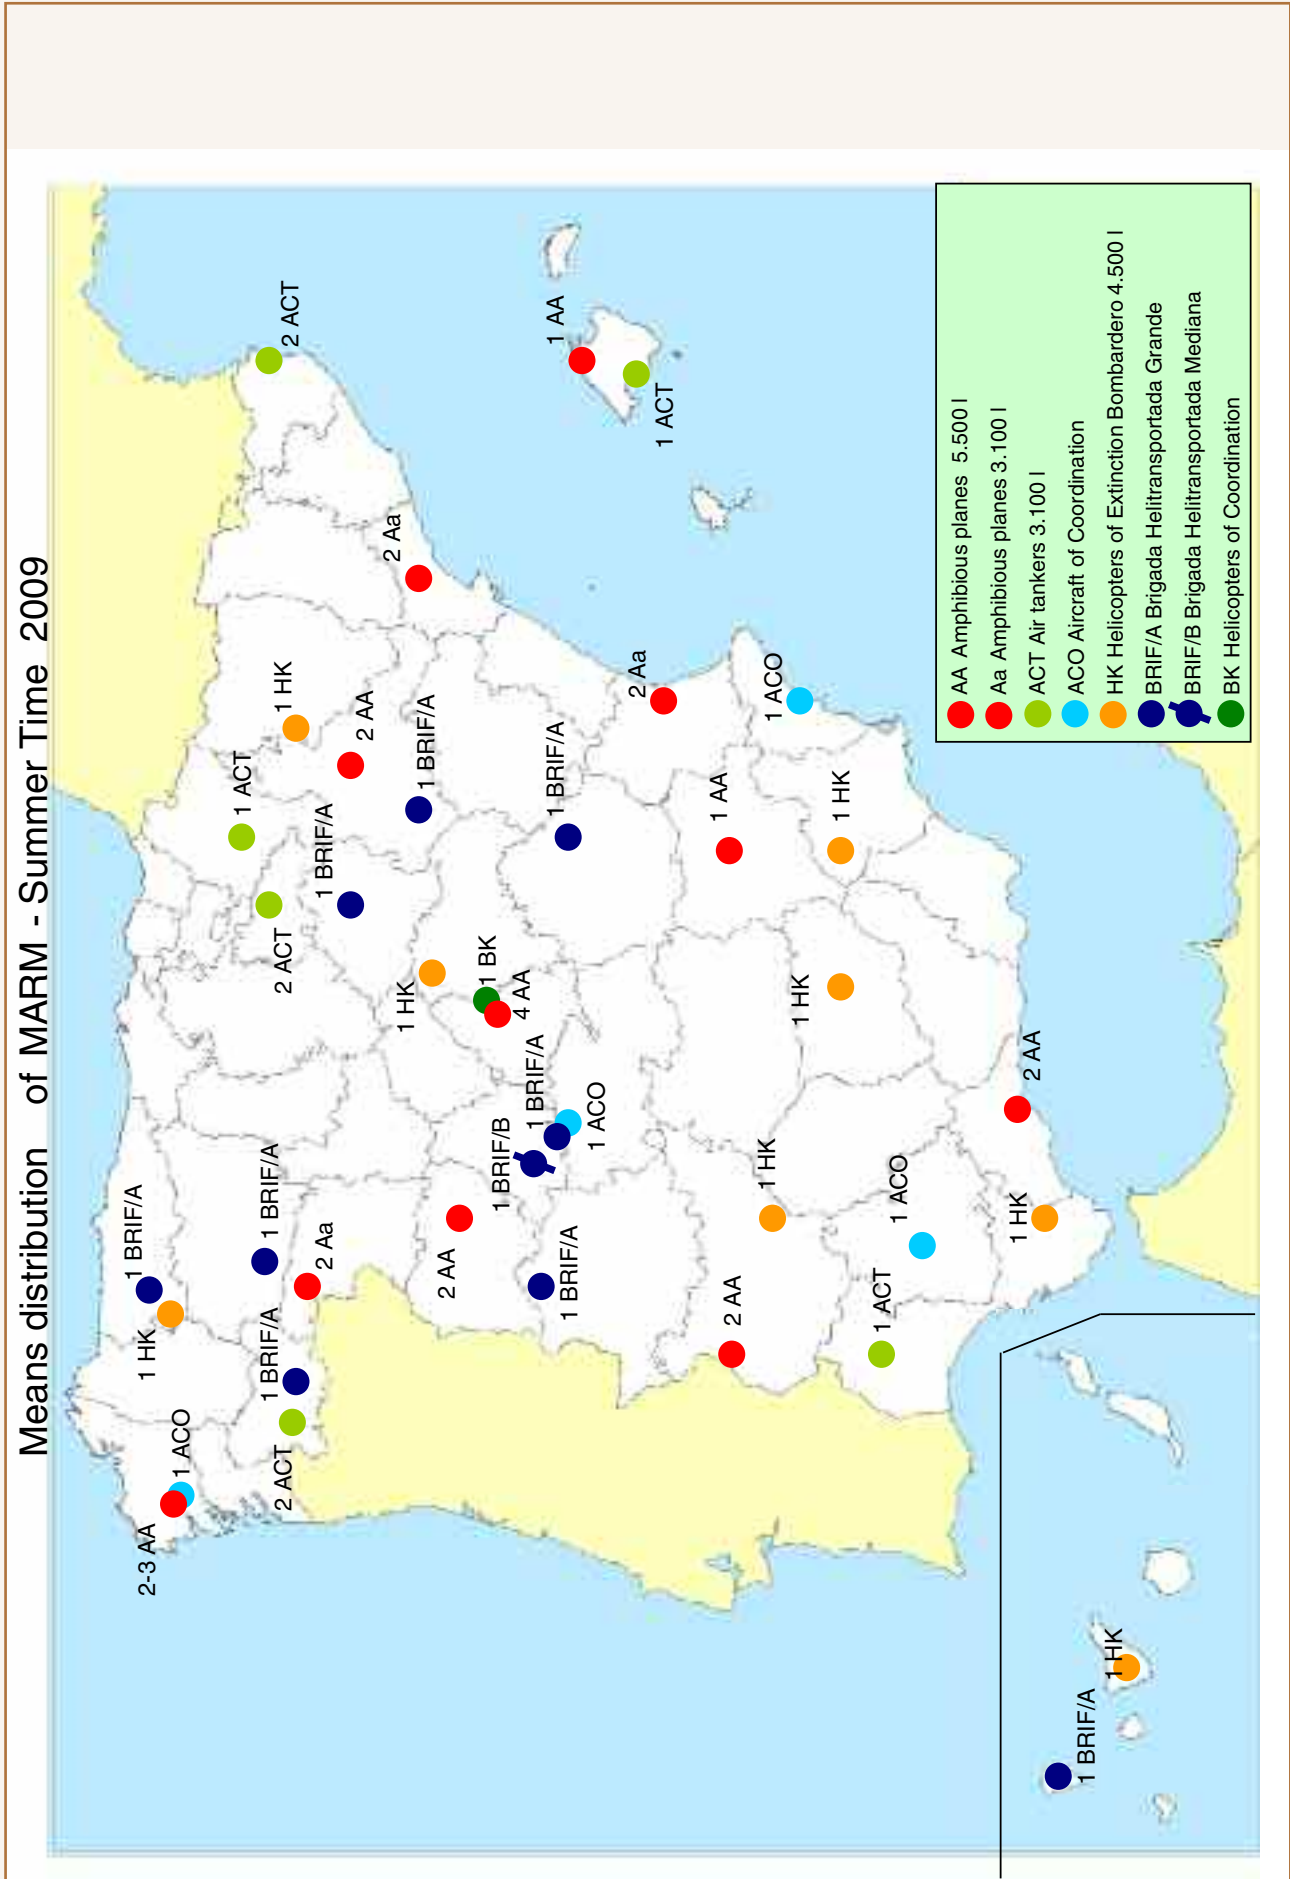 Means distribution of MARM - Summer Time 2009
2-3 AA
1 ACO
1 HK
1 BRIF/A
2 ACT
1 BRIF/A
1 BRIF/A
2 Aa
2 ACT
1 ACT
1 BRIF/A
1 HK
2 AA
1 BRIF/A
2 Aa
2 ACT
1 HK
1 BK
4 AA
2 AA
1 BRIF/B
1 BRIF/A
1 ACO
1 BRIF/A
1 BRIF/A
2 Aa
1 AA
1 ACT
2 AA
1 HK
1 AA
1 ACO
1 HK
1 HK
1 ACT
1 ACO
1 HK
2 AA
1 BRIF/A
1 HK
AA Amphibious planes 5.500 l
Aa Amphibious planes 3.100 l
ACT Air tankers 3.100 l
ACO Aircraft of Coordination
HK Helicopters of Extinction Bombardero 4.500 l
BRIF/A Brigada Helitransportada Grande
BRIF/B Brigada Helitransportada Mediana
BK Helicopters of Coordination